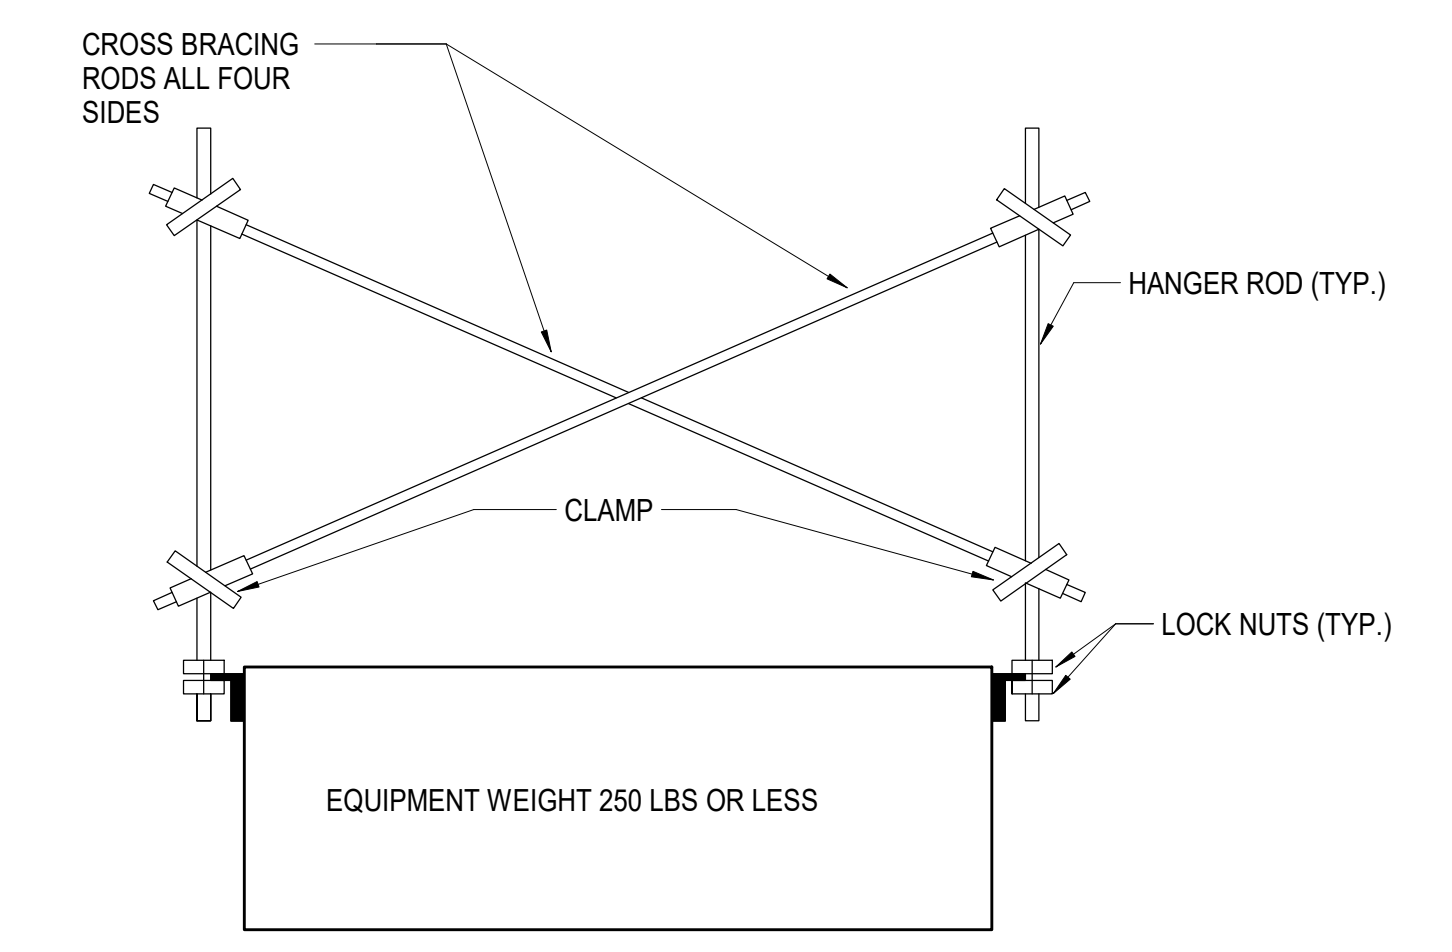 CROSS BRACING
RODS ALL FOUR
SIDES
HANGER ROD (TYP.)
CLAMP
LOCK NUTS (TYP.)
EQUIPMENT WEIGHT 250 LBS OR LESS